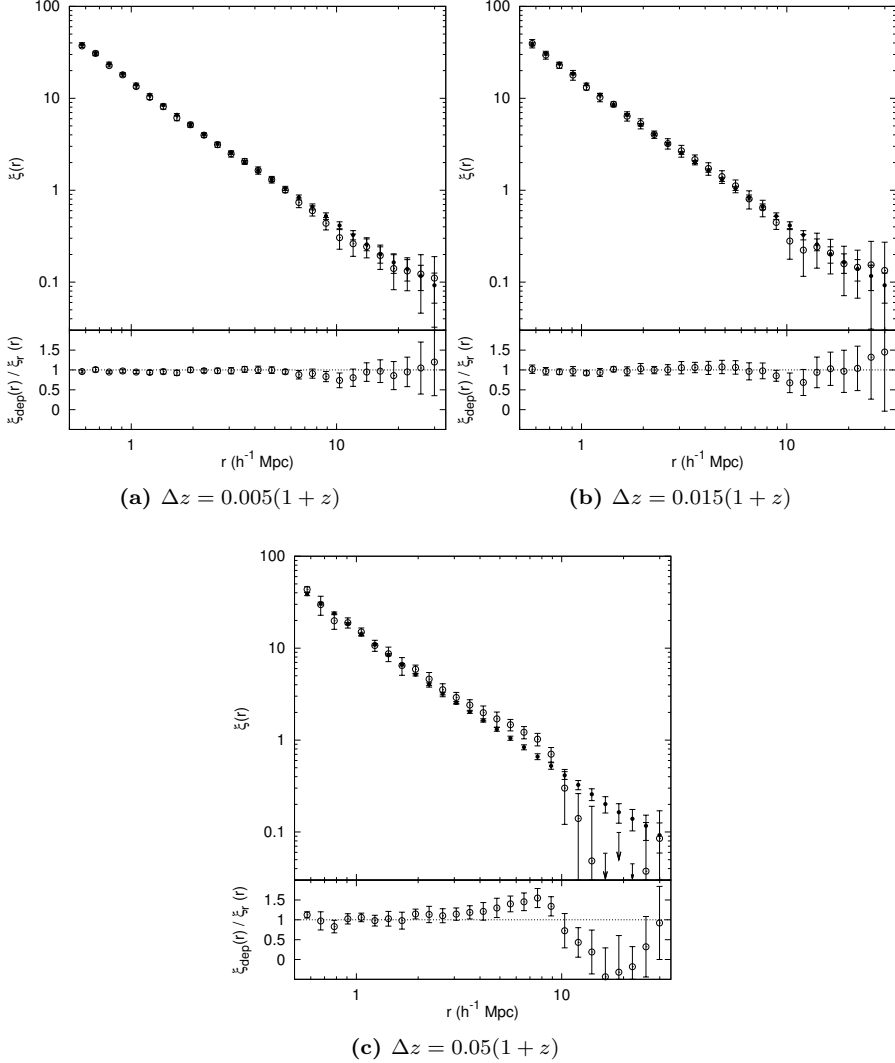 100
10
1
0.1
ξ(r)
1.5
1
0.5
0
ξdep(r) / ξr (r)
1
10
r (h-1 Mpc)
(a) Δz = 0.005(1 + z)
100
10
1
0.1
ξ(r)
1.5
1
0.5
0
ξdep(r) / ξr (r)
1
10
r (h-1 Mpc)
(b) Δz = 0.015(1 + z)
100
10
1
0.1
ξ(r)
1.5
1
0.5
0
ξdep(r) / ξr (r)
1
10
r (h-1 Mpc)
(c) Δz = 0.05(1 + z)